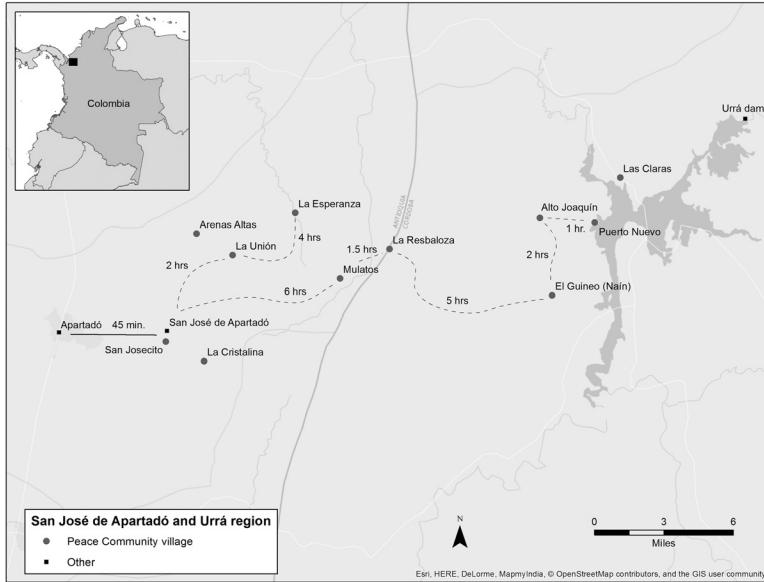 Colombia
Urrá dam
Las Claras
La Esperanza
Alto Joaquín
Arenas Altas
4 hrs
ANTIOQUIA
CÓRDOBA
1 hr.
Puerto Nuevo
La Unión
1.5 hrs
La Resbaloza
2 hrs
2 hrs
Mulatos
6 hrs
El Guineo (Naín)
5 hrs
Apartadó
45 min.
San José de Apartadó
San Josecito
La Cristalina
San José de Apartadó and Urrá region
Peace Community village
Other
N
0 3 6
Miles
Esri, HERE, DeLorme, MapmyIndia, © OpenStreetMap contributors, and the GIS user community